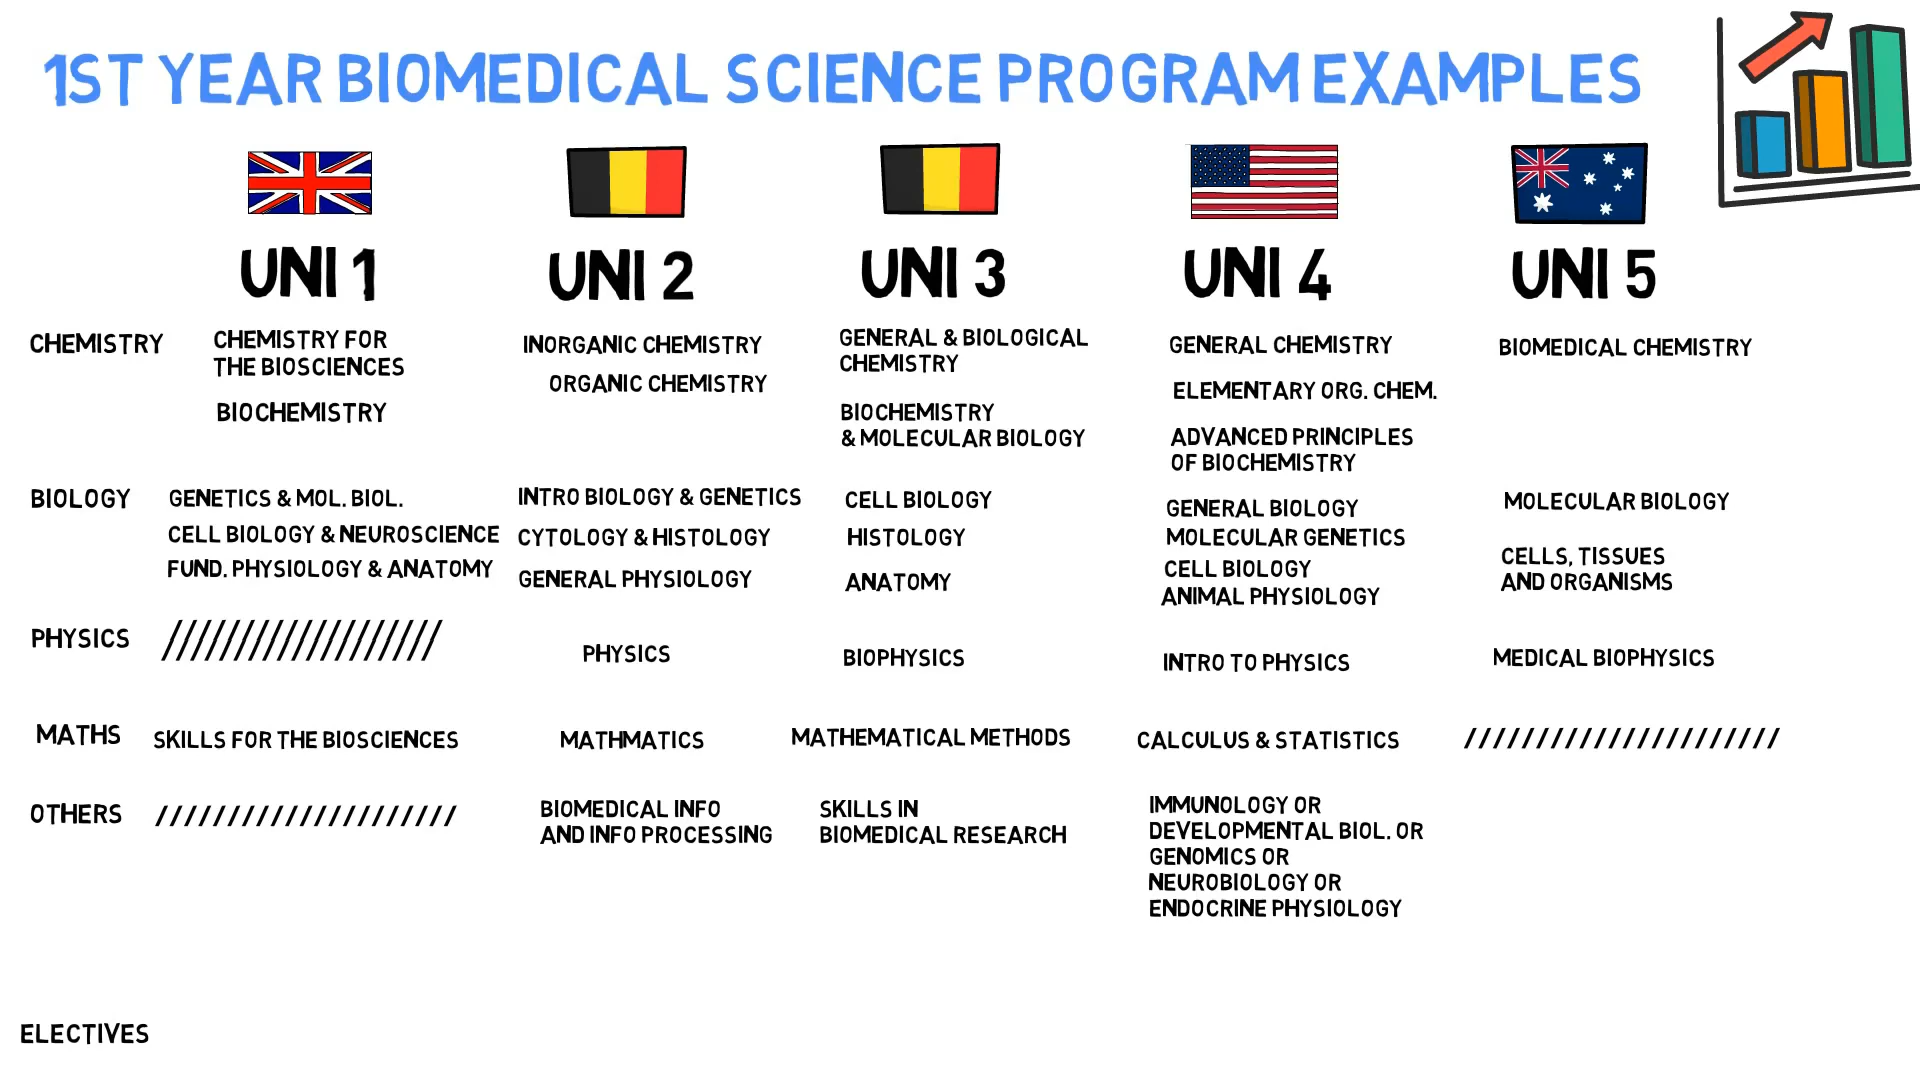 1ST YEAR BIOMEDICAL SCIENCE PROGRAM EXAMPLES
UNI 1
UNI 2
UNI 3
UNI 4
UNI 5
CHEMISTRY
CHEMISTRY FOR
THE BIOSCIENCES
BIOCHEMISTRY
INORGANIC CHEMISTRY
ORGANIC CHEMISTRY
GENERAL & BIOLOGICAL
CHEMISTRY
BIOCHEMISTRY
& MOLECULAR BIOLOGY
GENERAL CHEMISTRY
ELEMENTARY ORG. CHEM.
ADVANCED PRINCIPLES
OF BIOCHEMISTRY
BIOMEDICAL CHEMISTRY
BIOLOGY
GENETICS & MOL. BIOL.
CELL BIOLOGY & NEUROSCIENCE
FUND. PHYSIOLOGY & ANATOMY
INTRO BIOLOGY & GENETICS
CYTOLOGY & HISTOLOGY
GENERAL PHYSIOLOGY
CELL BIOLOGY
HISTOLOGY
ANATOMY
GENERAL BIOLOGY
MOLECULAR GENETICS
CELL BIOLOGY
ANIMAL PHYSIOLOGY
MOLECULAR BIOLOGY
CELLS, TISSUES
AND ORGANISMS
PHYSICS
////////////////////
PHYSICS
BIOPHYSICS
INTRO TO PHYSICS
MEDICAL BIOPHYSICS
MATHS
SKILLS FOR THE BIOSCIENCES
MATHMATICS
MATHEMATICAL METHODS
CALCULUS & STATISTICS
//////////////////////
OTHERS
/////////////////////
BIOMEDICAL INFO
AND INFO PROCESSING
SKILLS IN
BIOMEDICAL RESEARCH
IMMUNOLOGY OR
DEVELOPMENTAL BIOL. OR
GENOMICS OR
NEUROBIOLOGY OR
ENDOCRINE PHYSIOLOGY
ELECTIVES